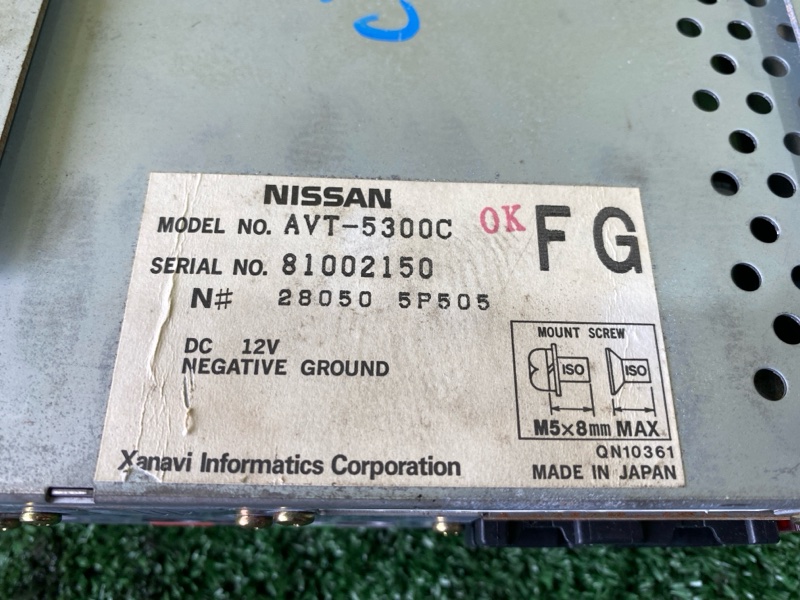 NISSAN
MODEL NO. AVT-5300C OK FG
SERIAL NO. 81002150
N# 28050 5P505
DC 12V
NEGATIVE GROUND
MOUNT SCREW
ISO ISO
M5×8mm MAX
QN10361
Xanavi Informatics Corporation
MADE IN JAPAN